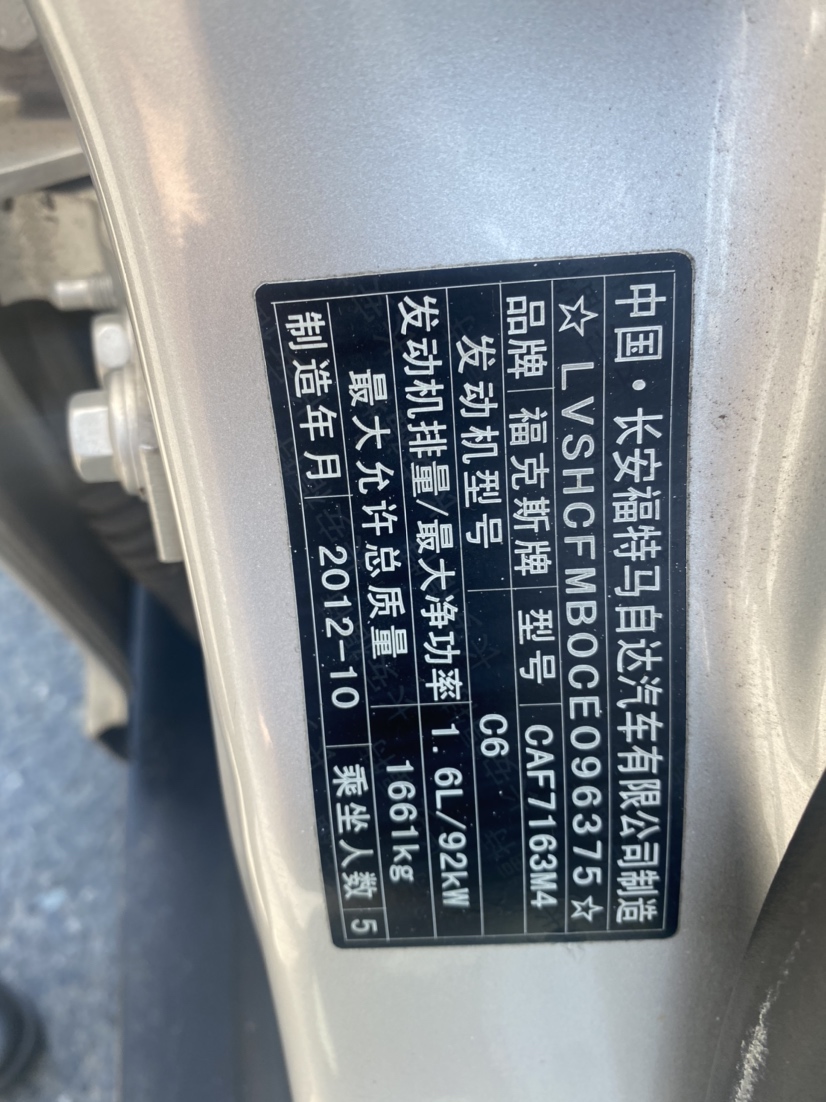 中国·长安福特马自达汽车有限公司制造
☆LVSHCFMB0CE096375☆
品牌 福克斯牌 型号 CAF7163M4
发动机型号 C6
发动机排量/最大净功率 1.6L/92kW
最大允许总质量 1661kg
制造年月 2012-10 乘坐人数 5